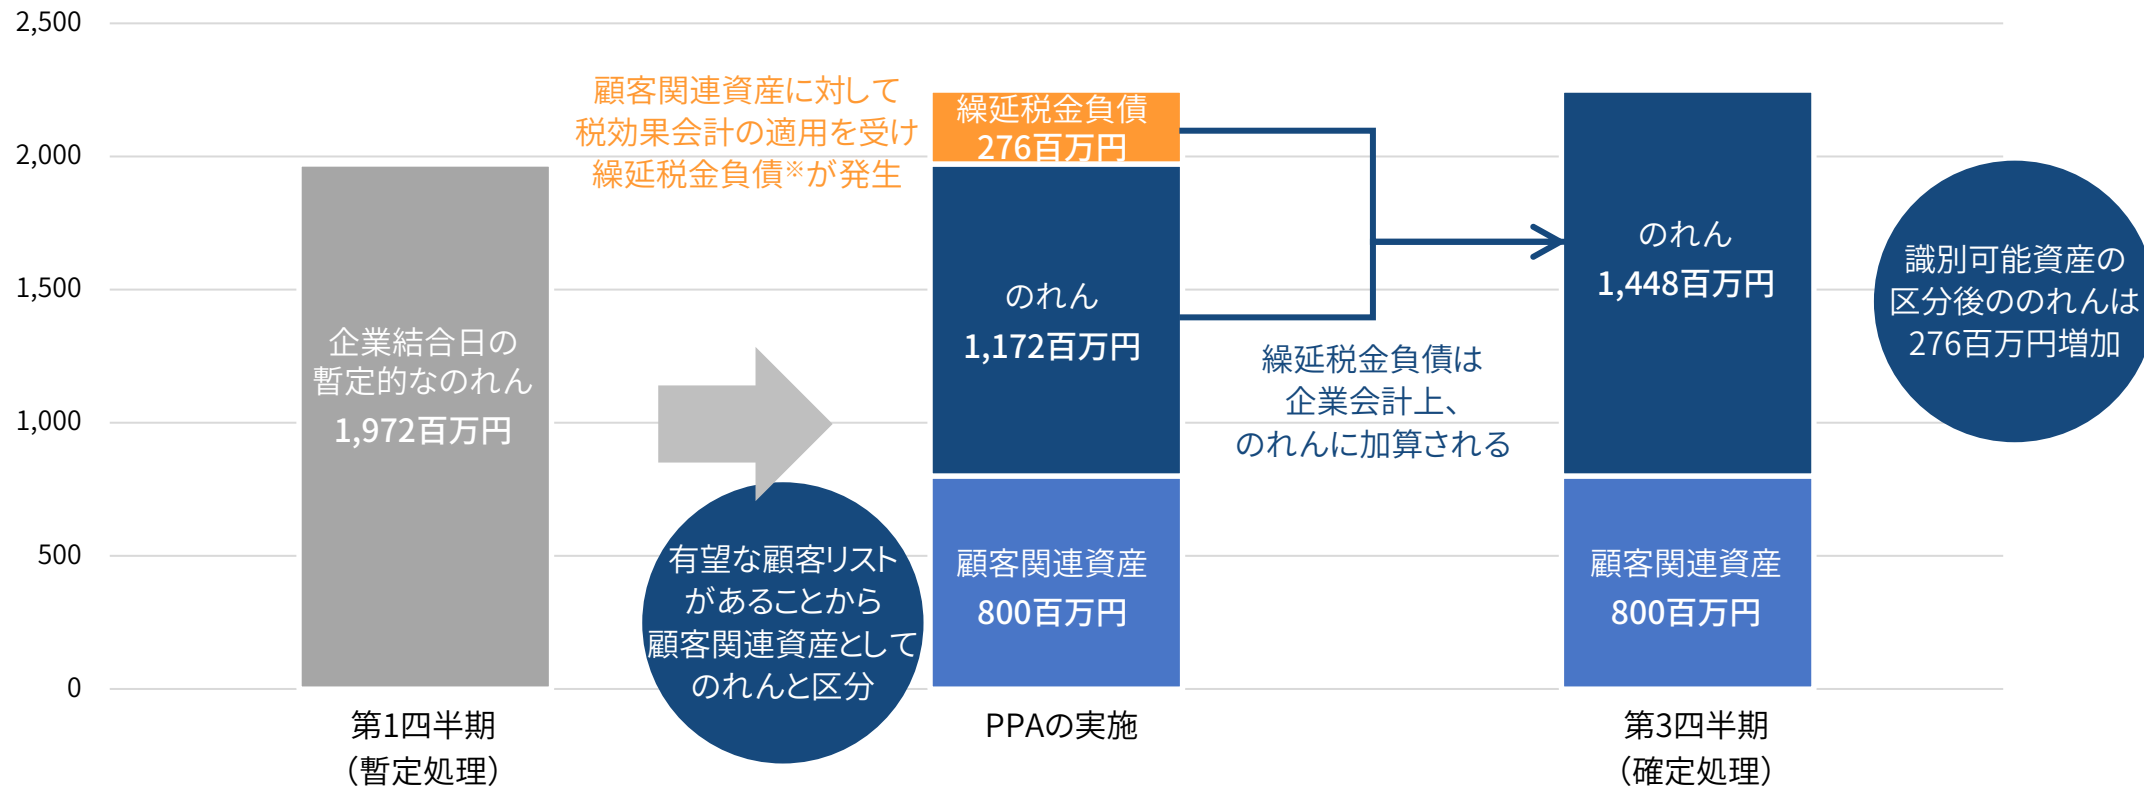 2,500
2,000
1,500
1,000
500
0
企業結合日の
暫定的なのれん
1,972百万円
顧客関連資産に対して
税効果会計の適用を受け
繰延税金負債※が発生
有望な顧客リスト
があることから
顧客関連資産として
のれんと区分
繰延税金負債
276百万円
のれん
1,172百万円
顧客関連資産
800百万円
繰延税金負債は
企業会計上、
のれんに加算される
のれん
1,448百万円
顧客関連資産
800百万円
識別可能資産の
区分後ののれんは
276百万円増加
第1四半期
（暫定処理）
PPAの実施
第3四半期
（確定処理）